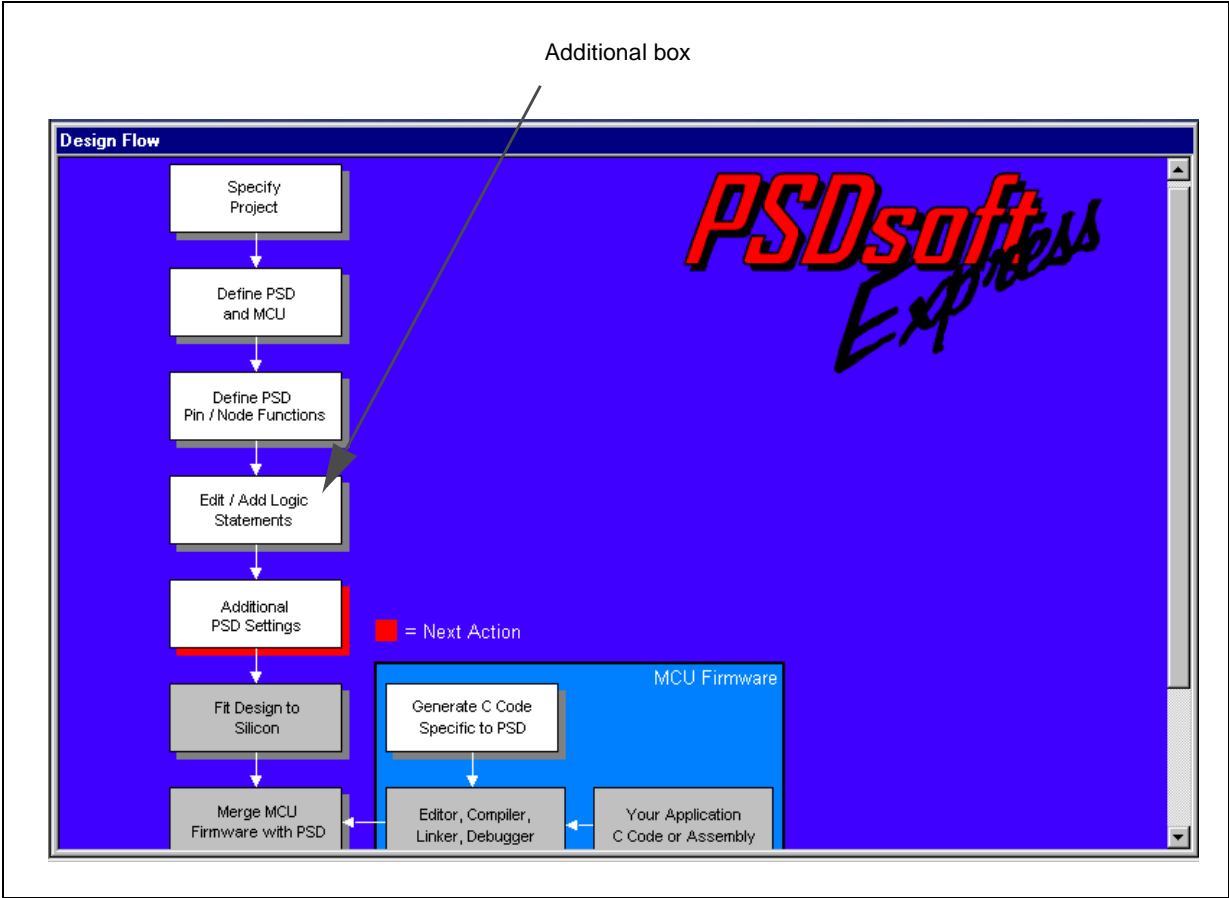 Additional box
Design Flow
PSDsoft
Express
Specify
Project
Define PSD
and MCU
Define PSD
Pin / Node Functions
Edit / Add Logic
Statements
Additional
PSD Settings
= Next Action
MCU Firmware
Fit Design to
Silicon
Generate C Code
Specific to PSD
Merge MCU
Firmware with PSD
Editor, Compiler,
Linker, Debugger
Your Application
C Code or Assembly